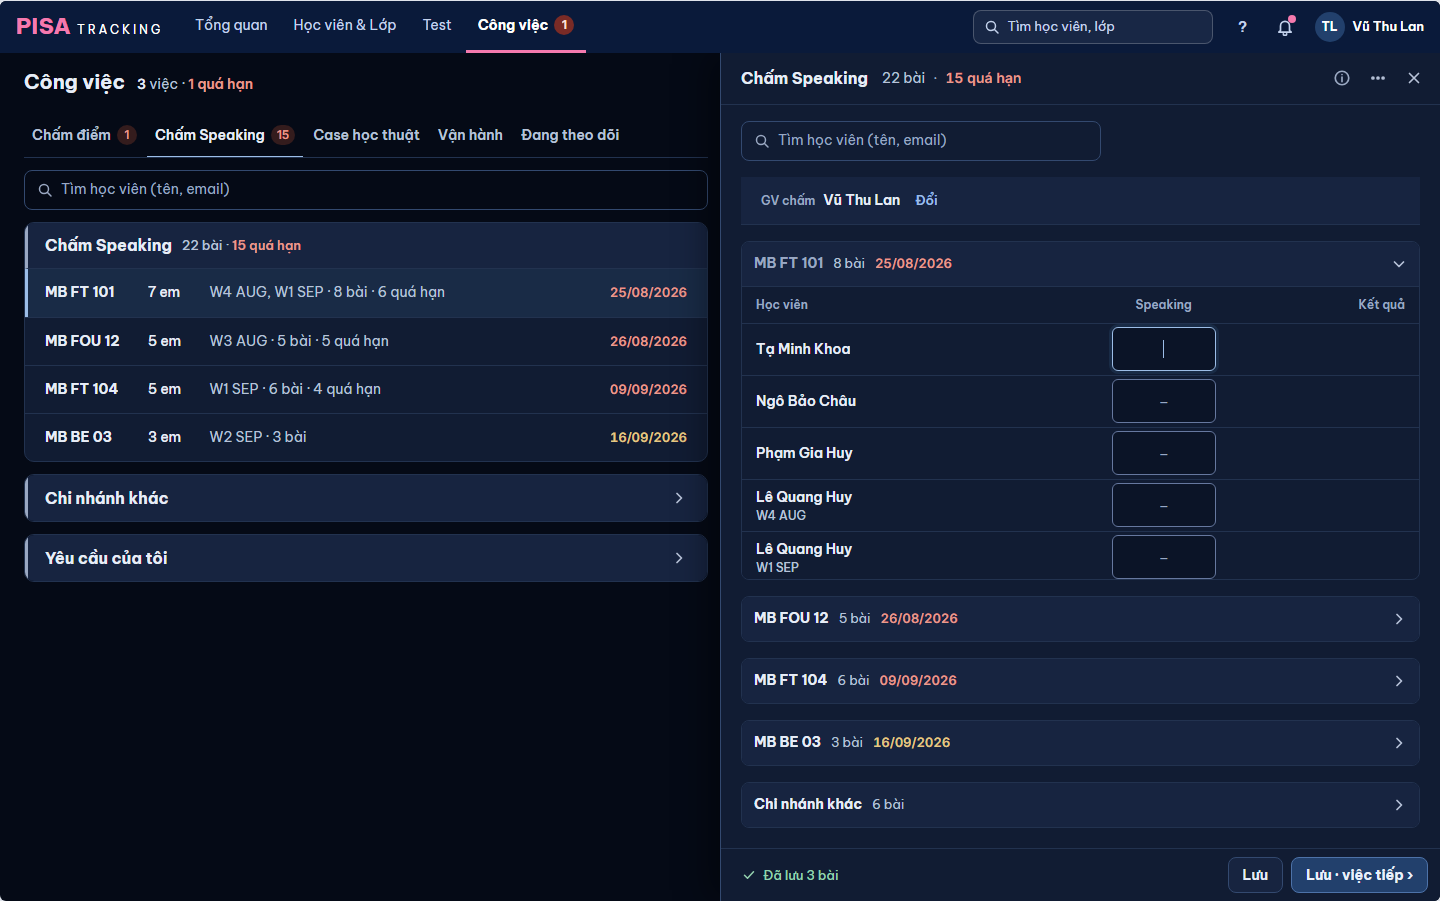 PISA TRACKING
Tổng quan
Học viên & Lớp
Test
Công việc 1
Tìm học viên, lớp
?
TL Vũ Thu Lan
Công việc 3 việc · 1 quá hạn
Chấm điểm 1
Chấm Speaking 15
Case học thuật
Vận hành
Đang theo dõi
Tìm học viên (tên, email)
Chấm Speaking 22 bài · 15 quá hạn
MB FT 101 7 em W4 AUG, W1 SEP · 8 bài · 6 quá hạn 25/08/2026
MB FOU 12 5 em W3 AUG · 5 bài · 5 quá hạn 26/08/2026
MB FT 104 5 em W1 SEP · 6 bài · 4 quá hạn 09/09/2026
MB BE 03 3 em W2 SEP · 3 bài 16/09/2026
Chi nhánh khác
Yêu cầu của tôi
Chấm Speaking 22 bài · 15 quá hạn
Tìm học viên (tên, email)
GV chấm Vũ Thu Lan Đổi
MB FT 101 8 bài 25/08/2026
Học viên Speaking Kết quả
Tạ Minh Khoa
Ngô Bảo Châu –
Phạm Gia Huy –
Lê Quang Huy –
W4 AUG
Lê Quang Huy –
W1 SEP
MB FOU 12 5 bài 26/08/2026
MB FT 104 6 bài 09/09/2026
MB BE 03 3 bài 16/09/2026
Chi nhánh khác 6 bài
Đã lưu 3 bài
Lưu
Lưu · việc tiếp ›